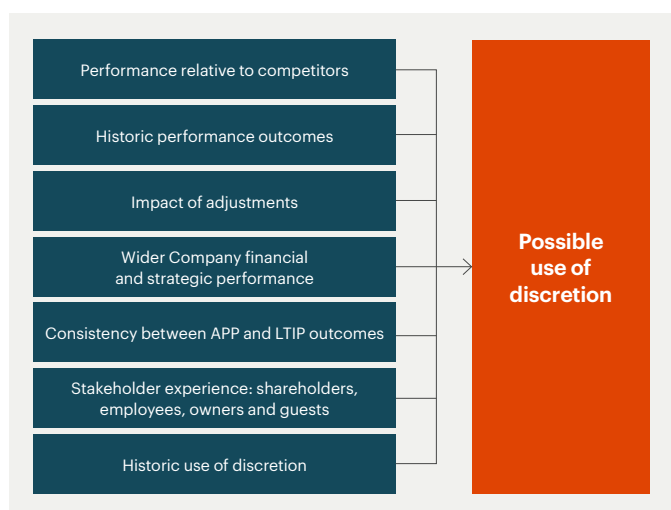 Performance relative to competitors
Historic performance outcomes
Impact of adjustments
Wider Company financial
and strategic performance
Consistency between APP and LTIP outcomes
Stakeholder experience: shareholders,
employees, owners and guests
Historic use of discretion
Possible
use of
discretion